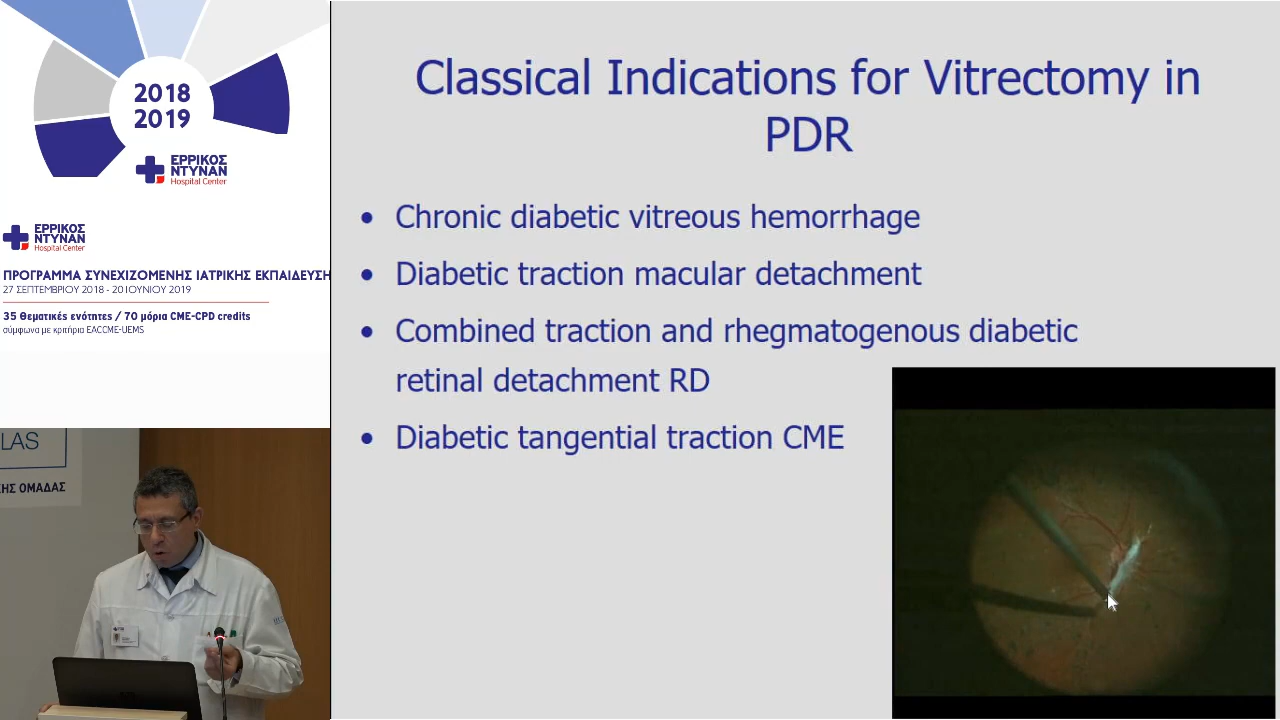 2018
2019
ΕΡΡΙΚΟΣ
ΝΤΥΝΑΝ
Hospital Center
ΕΡΡΙΚΟΣ
ΝΤΥΝΑΝ
Hospital Center
ΠΡΟΓΡΑΜΜΑ ΣΥΝΕΧΙΖΟΜΕΝΗΣ ΙΑΤΡΙΚΗΣ ΕΚΠΑΙΔΕΥΣΗ
27 ΣΕΠΤΕΜΒΡΙΟΥ 2018 - 20 ΙΟΥΝΙΟΥ 2019
35 Θεματικές ενότητες / 70 μόρια CME-CPD credits
σύμφωνα με κριτήρια EACCME-UEMS
LAS
ΚΗΣ ΟΜΑΔΑΣ
Classical Indications for Vitrectomy in
PDR
• Chronic diabetic vitreous hemorrhage
• Diabetic traction macular detachment
• Combined traction and rhegmatogenous diabetic
retinal detachment RD
• Diabetic tangential traction CME